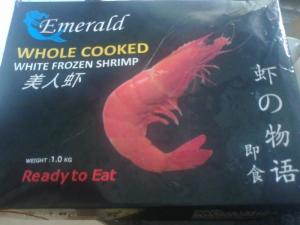 Emerald
WHOLE COOKED
WHITE FROZEN SHRIMP
美人虾
虾の物语
即食
WEIGHT : 1.0 KG
Ready to Eat